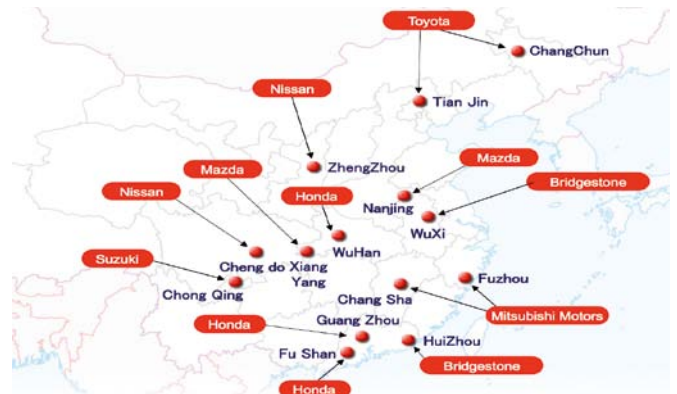 Toyota
ChangChun
Nissan
Tian Jin
Mazda
ZhengZhou
Mazda
Nissan
Honda
Nanjing
Bridgestone
WuXi
WuHan
Suzuki
Cheng do Xiang
Yang
Chong Qing
Fuzhou
Chang Sha
Mitsubishi Motors
Honda
Guang Zhou
HuiZhou
Fu Shan
Bridgestone
Honda